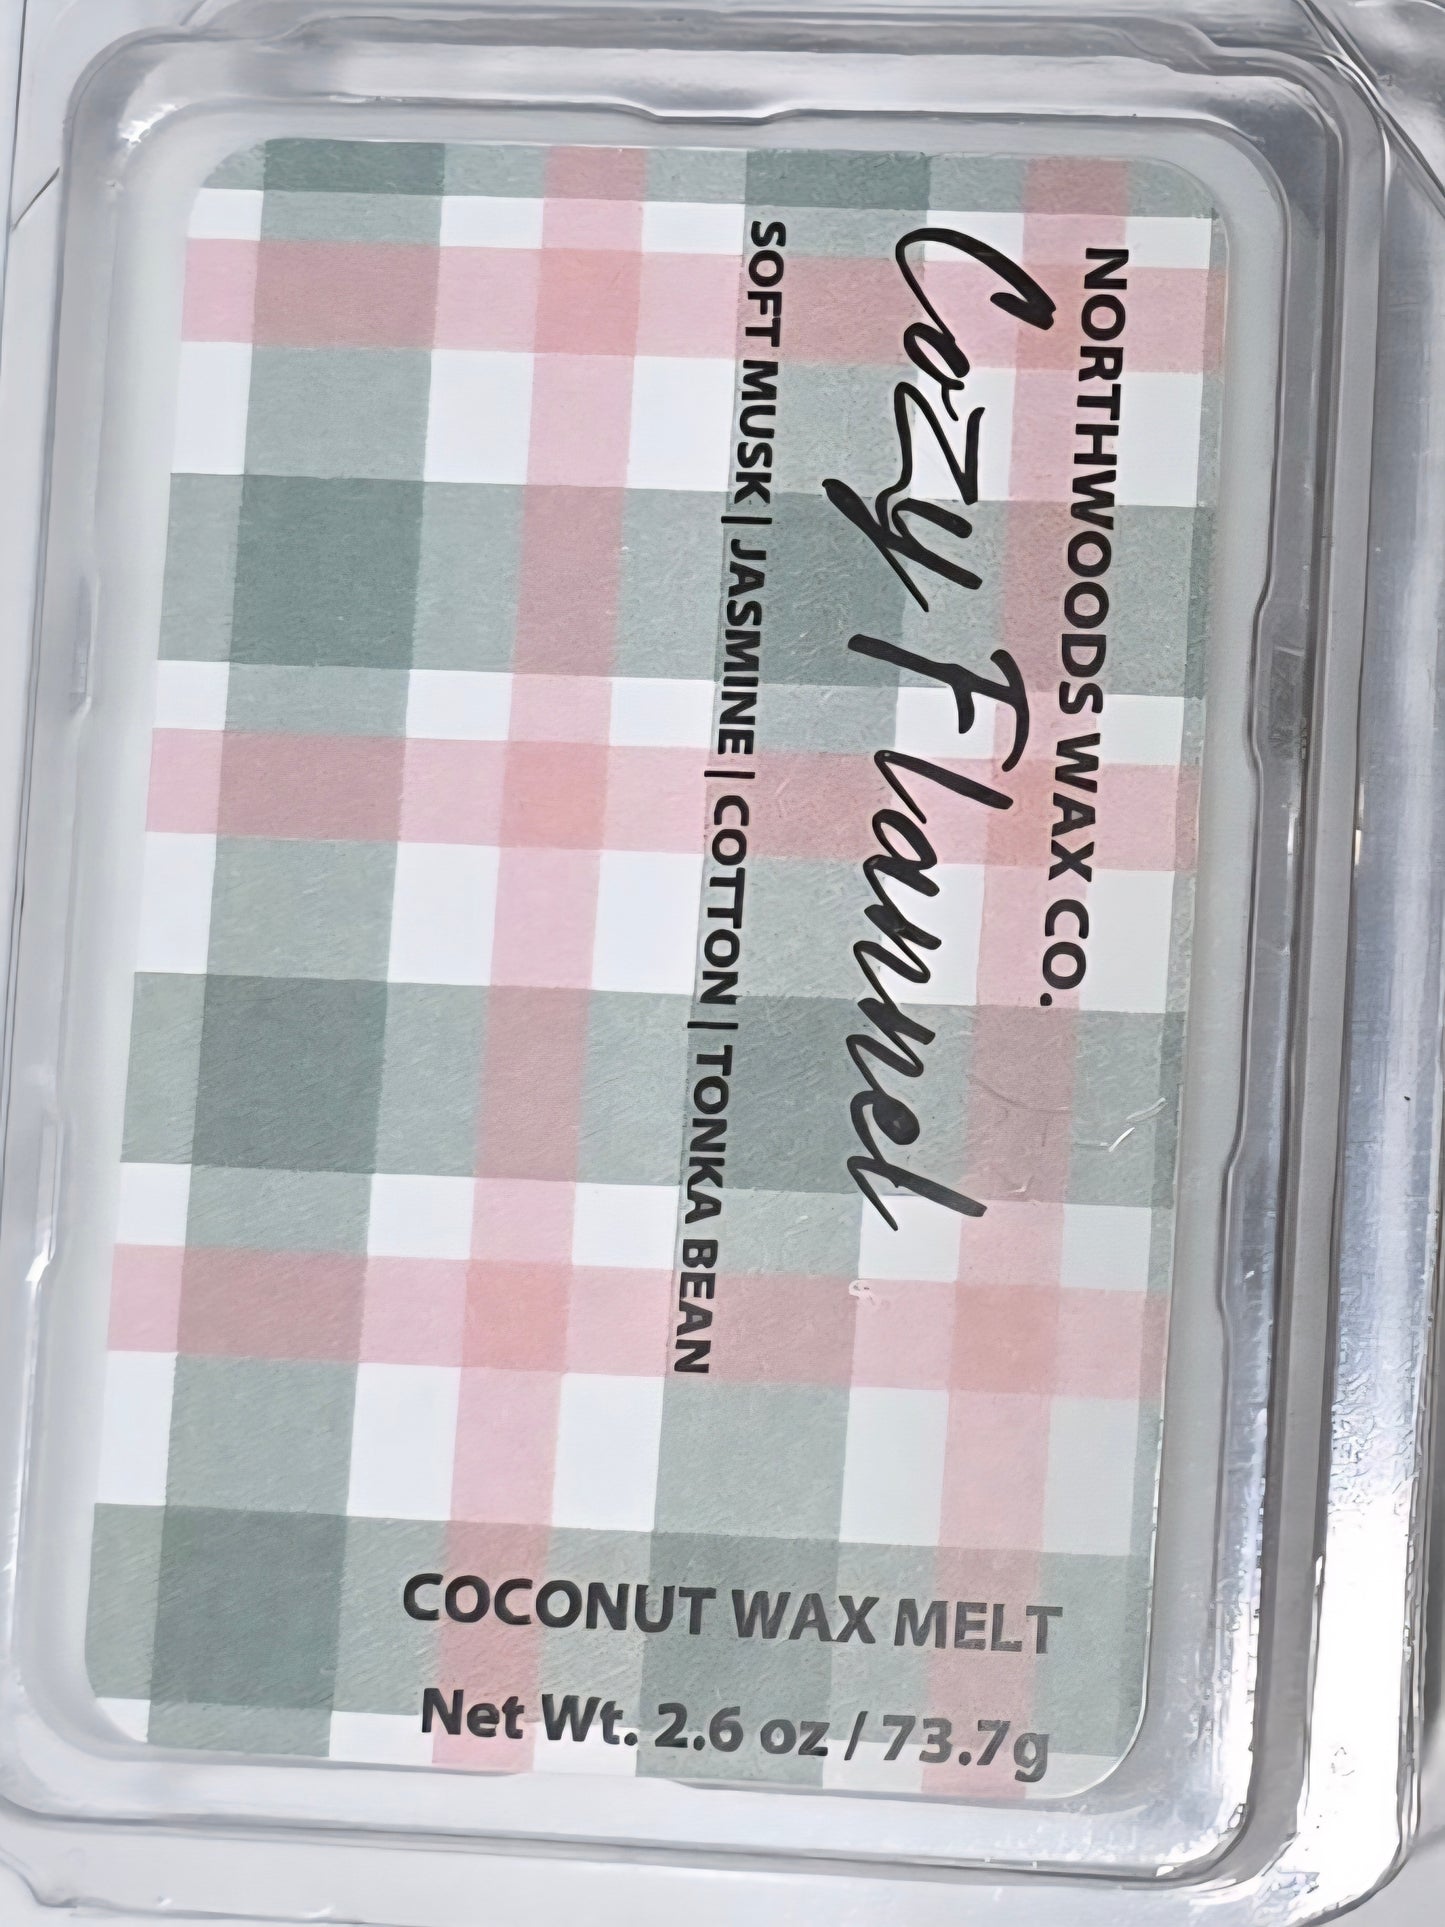 NORTHWOODS WAX CO.
Cozy Flannel
SOFT MUSK | JASMINE | COTTON | TONKA BEAN
COCONUT WAX MELT
Net Wt. 2.6 oz / 73.7g